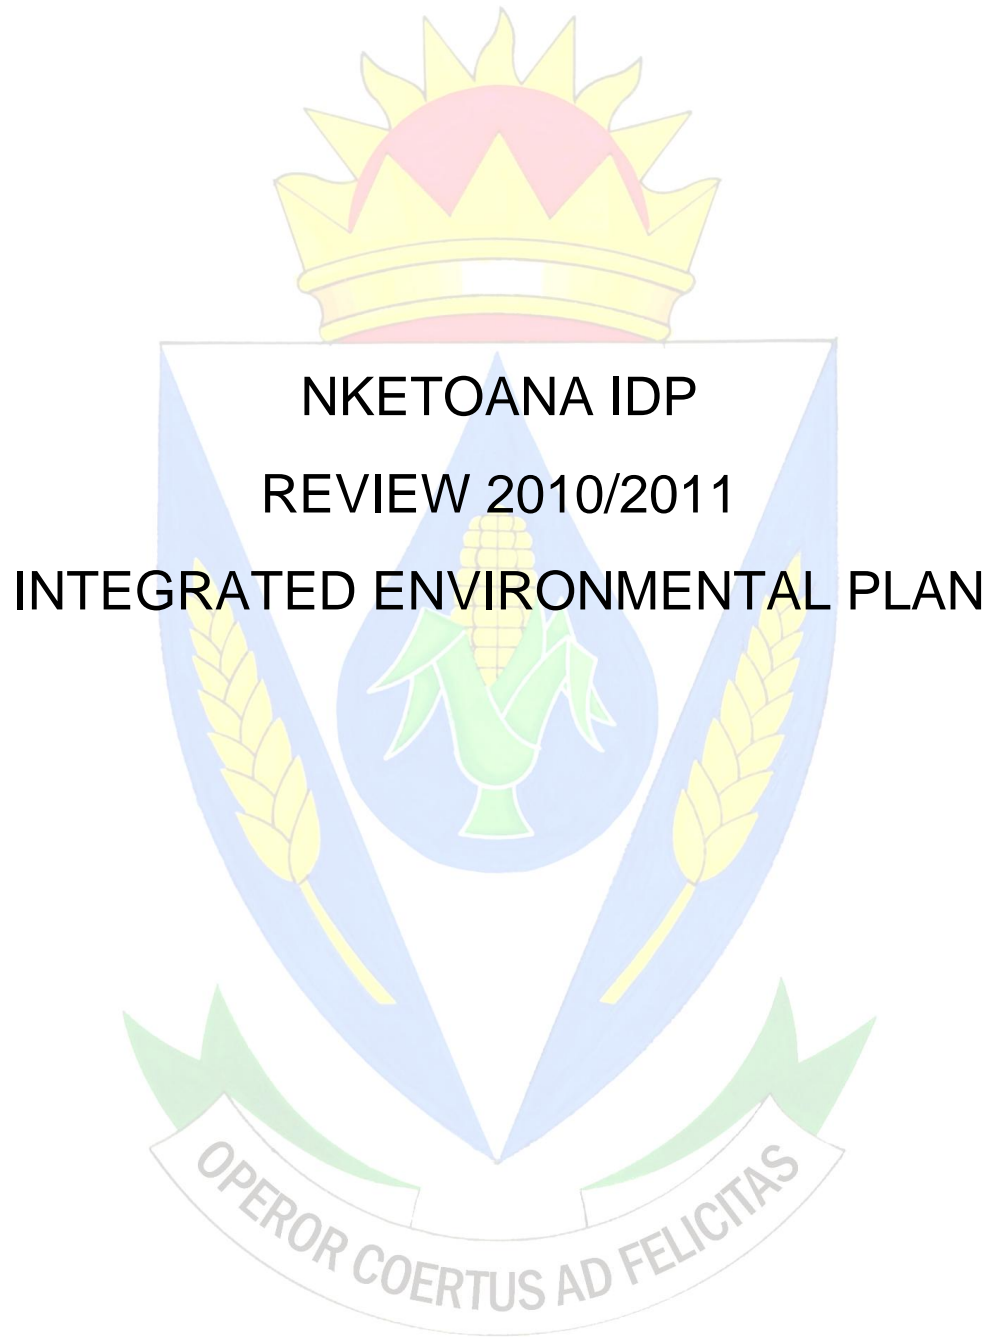 NKETOANA IDP
REVIEW 2010/2011
INTEGRATED ENVIRONMENTAL PLAN
OPEROR COERTUS AD FELICITAS